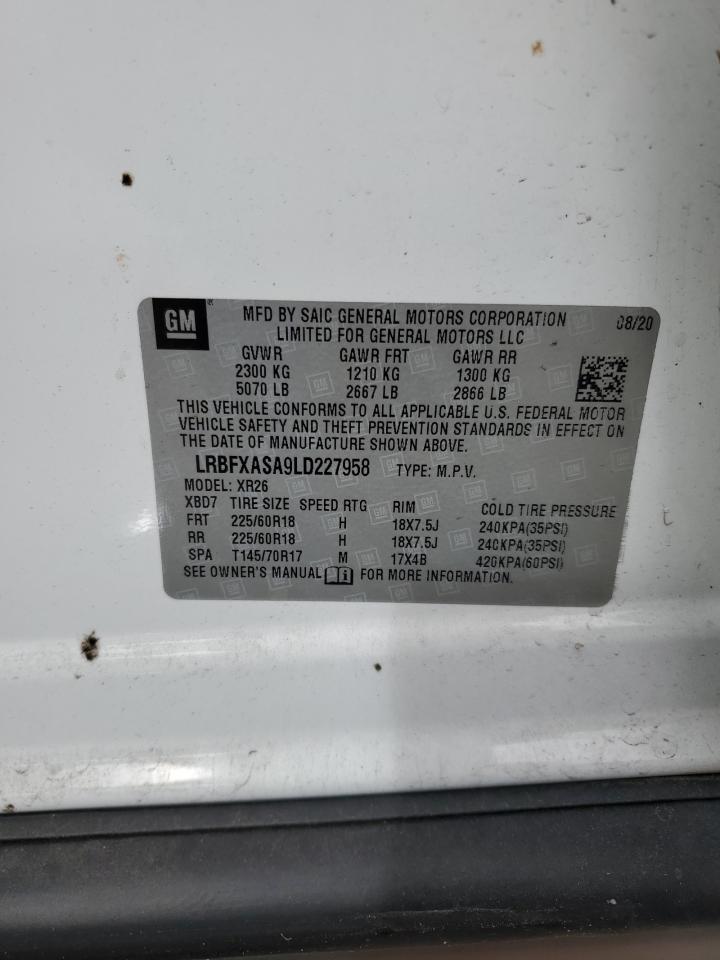 GM ® MFD BY SAIC GENERAL MOTORS CORPORATION 08/20
LIMITED FOR GENERAL MOTORS LLC
GVWR GAWR FRT GAWR RR
2300 KG 1210 KG 1300 KG
5070 LB 2667 LB 2866 LB
THIS VEHICLE CONFORMS TO ALL APPLICABLE U.S. FEDERAL MOTOR
VEHICLE SAFETY AND THEFT PREVENTION STANDARDS IN EFFECT ON
THE DATE OF MANUFACTURE SHOWN ABOVE.
LRBFXASA9LD227958 TYPE: M.P.V.
MODEL: XR26
XBD7 TIRE SIZE SPEED RTG RIM COLD TIRE PRESSURE
FRT 225/60R18 H 18X7.5J 240KPA(35PSI)
RR 225/60R18 H 18X7.5J 240KPA(35PSI)
SPA T145/70R17 M 17X4B 420KPA(60PSI)
SEE OWNER'S MANUAL FOR MORE INFORMATION.